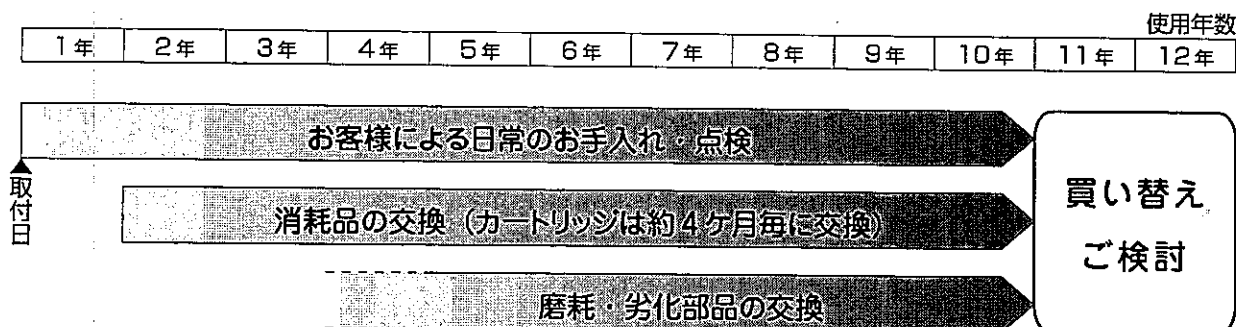 使用年数
1年 2年 3年 4年 5年 6年 7年 8年 9年 10年 11年 12年
お客様による日常のお手入れ・点検
取付日
消耗品の交換（カートリッジは約4ケ月毎に交換）
磨耗・劣化部品の交換
買い替え
ご検討